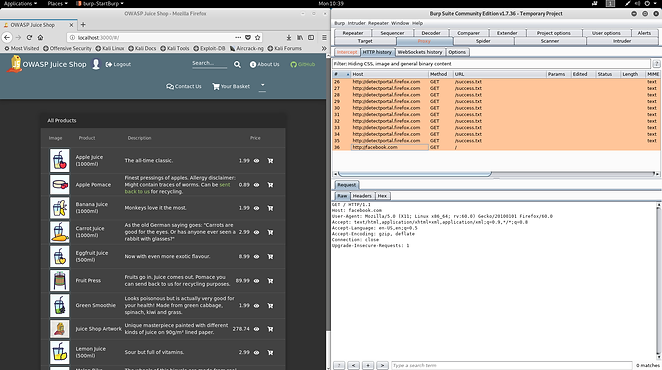 Applications ▾ Places ▾ burp-StartBurp ▾ Mon 10:39 1
OWASP Juice Shop - Mozilla Firefox
OWASP Juice Shop
localhost:3000/#/
Most Visited Offensive Security Kali Linux Kali Docs Kali Tools Exploit-DB Aircrack-ng Kali Forums
OWASP Juice Shop Logout Search... About Us GitHub
Contact Us Your Basket
All Products
Image Product Description Price
Apple Juice (1000ml) The all-time classic. 1.99
Apple Pomace Finest pressings of apples. Allergy disclaimer: Might contain traces of worms. Can be sent back to us for recycling. 0.89
Banana Juice (1000ml) Monkeys love it the most. 1.99
Carrot Juice (1000ml) As the old German saying goes: "Carrots are good for the eyes. Or has anyone ever seen a rabbit with glasses?" 2.99
Eggfruit Juice (500ml) Now with even more exotic flavour. 8.99
Fruit Press Fruits go in. Juice comes out. Pomace you can send back to us for recycling purposes. 89.99
Green Smoothie Looks poisonous but is actually very good for your health! Made from green cabbage, spinach, kiwi and grass. 1.99
Juice Shop Artwork Unique masterpiece painted with different kinds of juice on 90g/m² lined paper. 278.74
Lemon Juice (500ml) Sour but full of vitamins. 2.99
Burp Suite Community Edition v1.7.36 - Temporary Project
Burp Intruder Repeater Window Help
Repeater Sequencer Decoder Comparer Extender Project options User options Alerts
Target Proxy Spider Scanner Intruder
Intercept HTTP history WebSockets history Options
Filter: Hiding CSS, image and general binary content
# Host Method URL Params Edited Status Length MIME
26 http://detectportal.firefox.com GET /success.txt text
27 http://detectportal.firefox.com GET /success.txt text
28 http://detectportal.firefox.com GET /success.txt text
29 http://detectportal.firefox.com GET /success.txt text
30 http://detectportal.firefox.com GET /success.txt text
31 http://detectportal.firefox.com GET /success.txt text
32 http://detectportal.firefox.com GET /success.txt text
33 http://detectportal.firefox.com GET /success.txt text
34 http://detectportal.firefox.com GET /success.txt text
35 http://detectportal.firefox.com GET /success.txt text
36 http://facebook.com GET /
Request
Raw Headers Hex
GET / HTTP/1.1
Host: facebook.com
User-Agent: Mozilla/5.0 (X11; Linux x86_64; rv:60.0) Gecko/20100101 Firefox/60.0
Accept: text/html,application/xhtml+xml,application/xml;q=0.9,*/*;q=0.8
Accept-Language: en-US,en;q=0.5
Accept-Encoding: gzip, deflate
Connection: close
Upgrade-Insecure-Requests: 1
? < + > Type a search term 0 matches